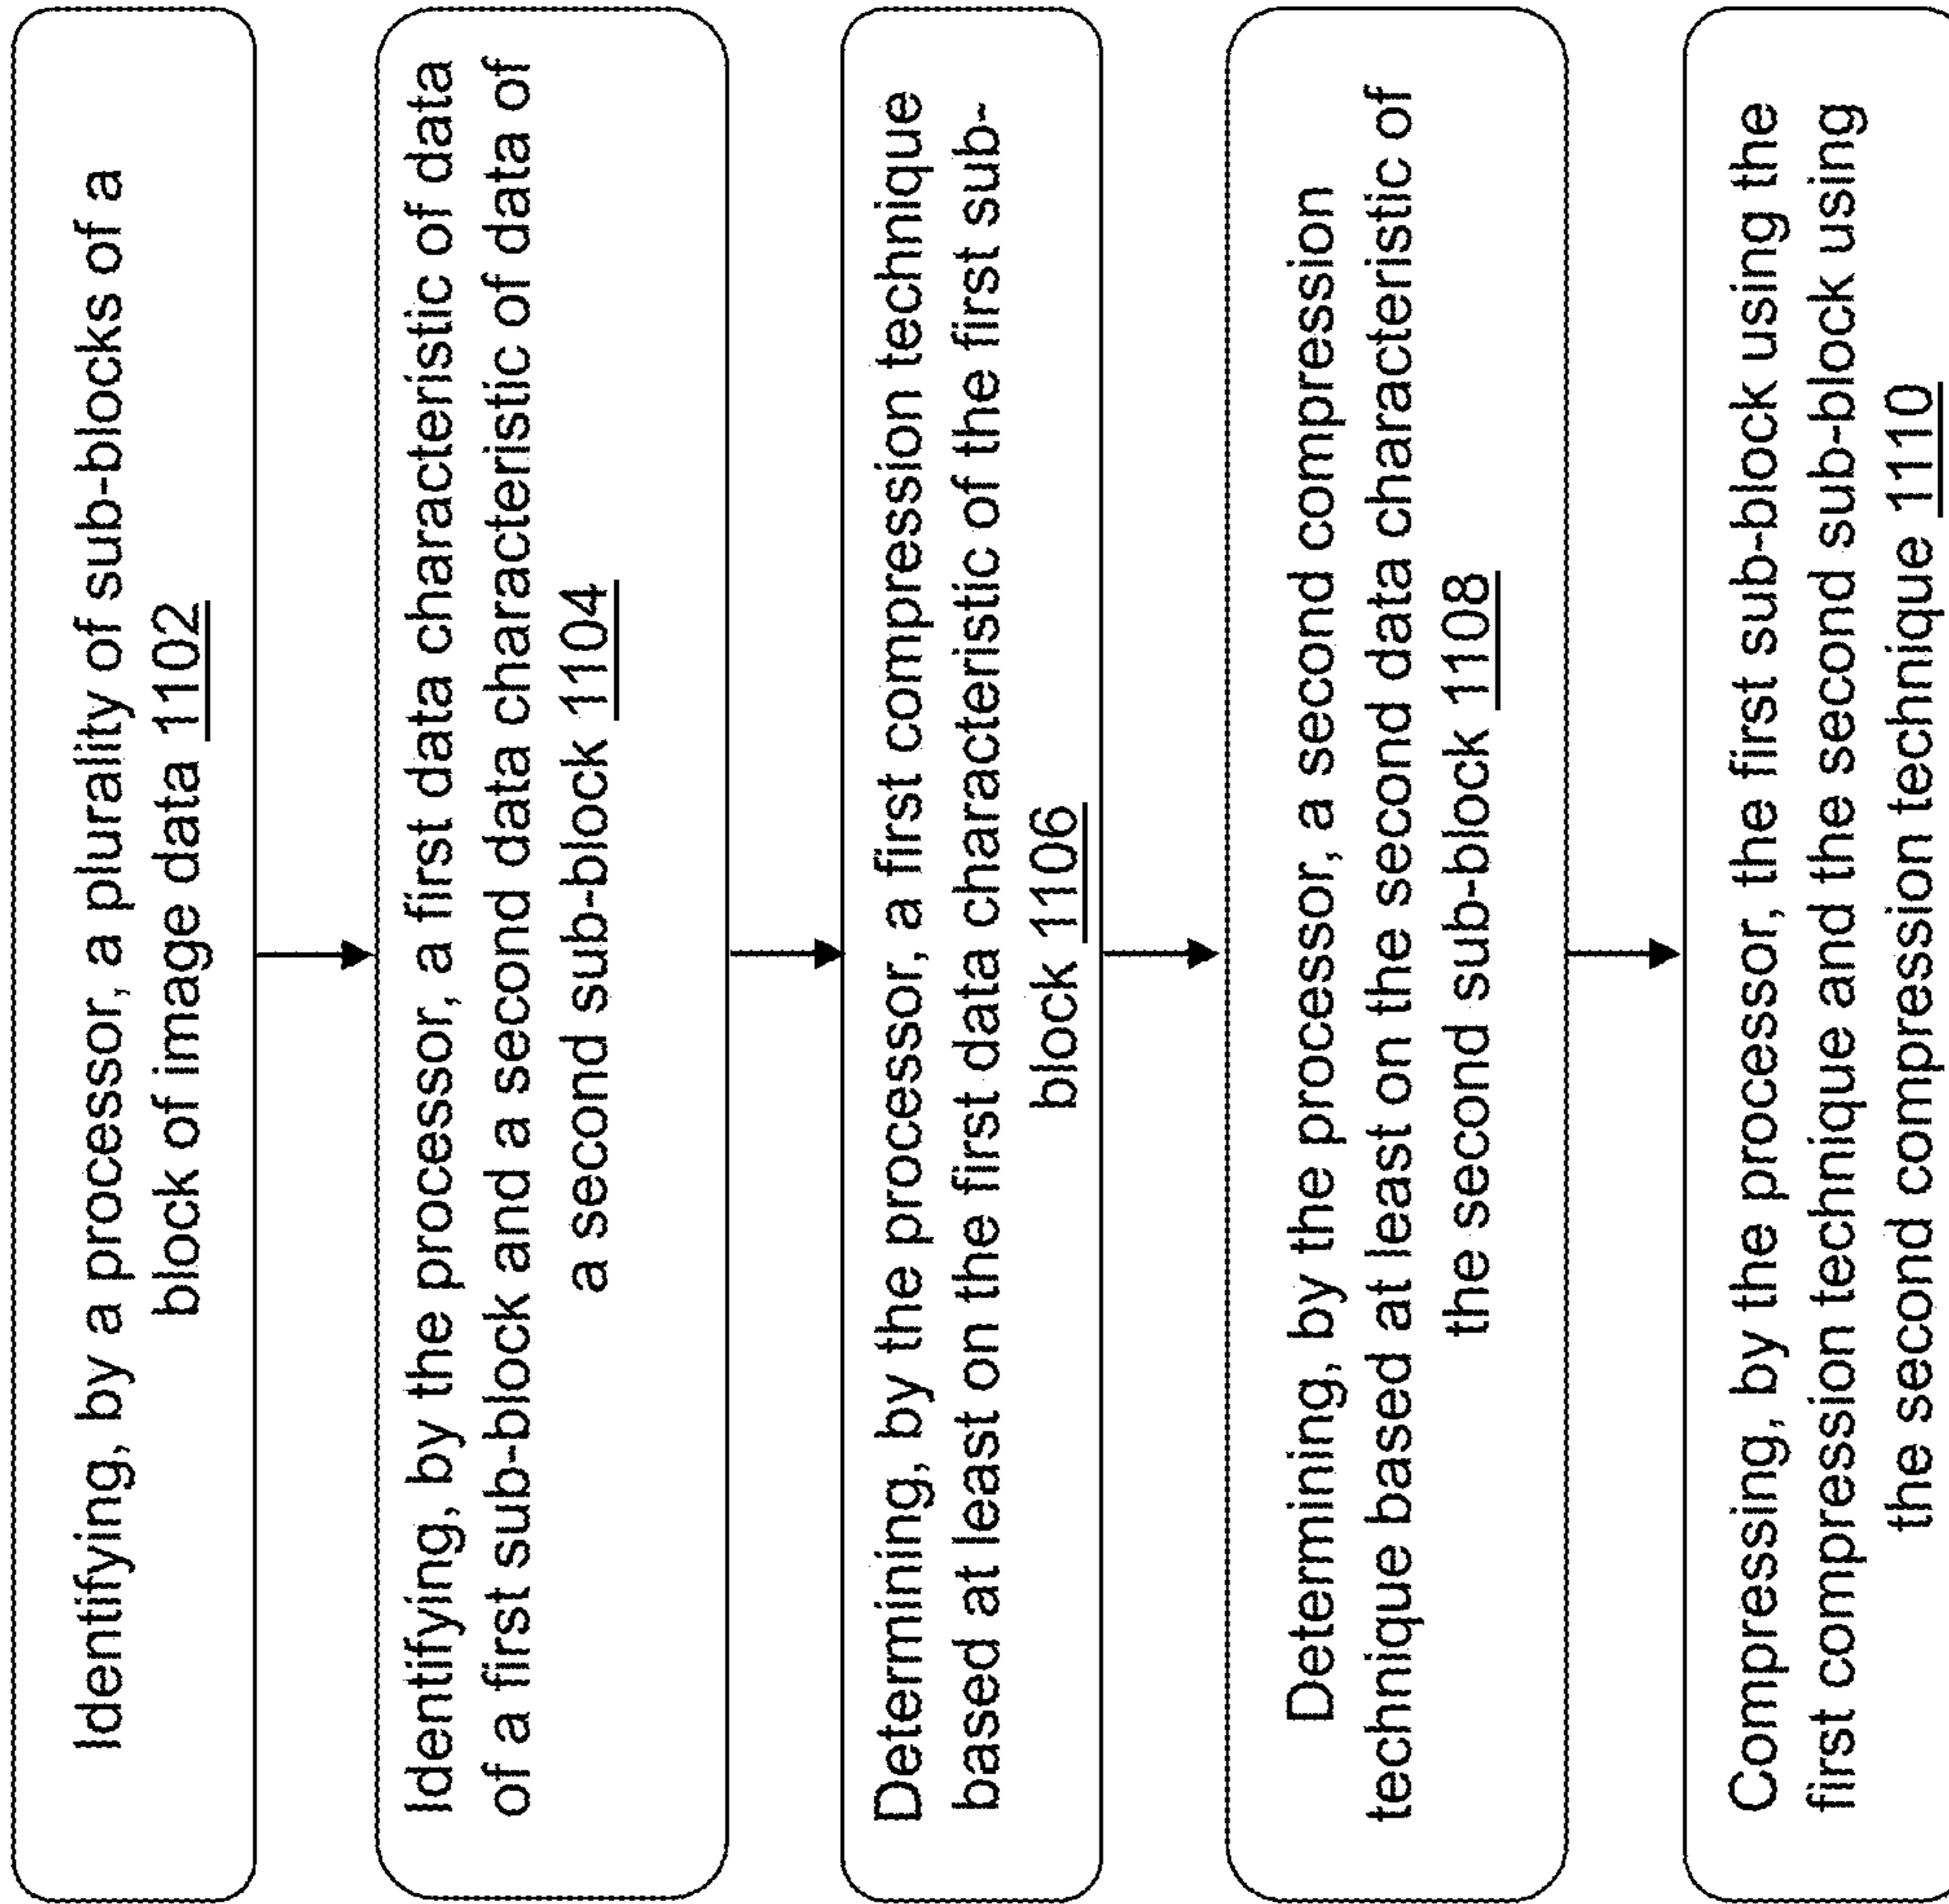 Identifying, by a processor, a plurality of sub-blocks of a
block of image data 1102
Identifying, by the processor, a first data characteristic of data
of a first sub-block and a second data characteristic of data of
a second sub-block 1104
Determining, by the processor, a first compression technique
based at least on the first data characteristic of the first sub-
block 1106
Determining, by the processor, a second compression
technique based at least on the second data characteristic of
the second sub-block 1108
Compressing, by the processor, the first sub-block using the
first compression technique and the second sub-block using
the second compression technique 1110